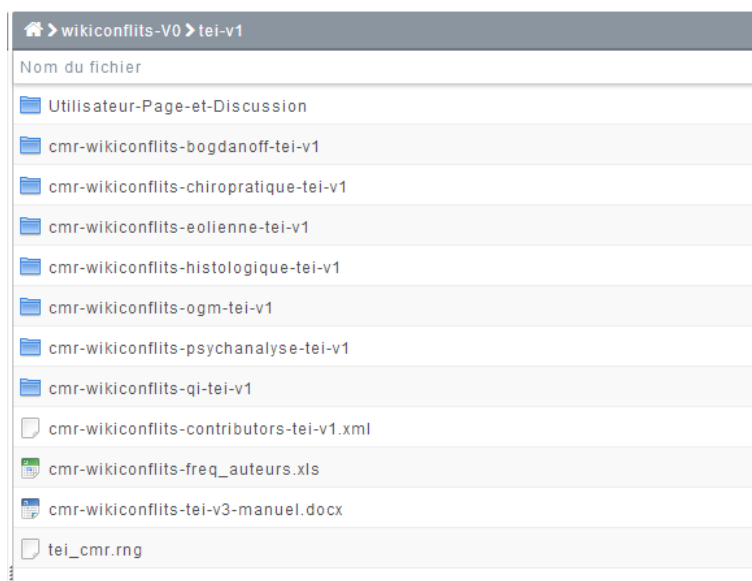 wikiconflits-V0 tei-v1
Nom du fichier
Utilisateur-Page-et-Discussion
cmr-wikiconflits-bogdanoff-tei-v1
cmr-wikiconflits-chiropratique-tei-v1
cmr-wikiconflits-eolienne-tei-v1
cmr-wikiconflits-histologique-tei-v1
cmr-wikiconflits-ogm-tei-v1
cmr-wikiconflits-psychanalyse-tei-v1
cmr-wikiconflits-qi-tei-v1
cmr-wikiconflits-contributors-tei-v1.xml
cmr-wikiconflits-freq_auteurs.xls
cmr-wikiconflits-tei-v3-manuel.docx
tei_cmr.rng